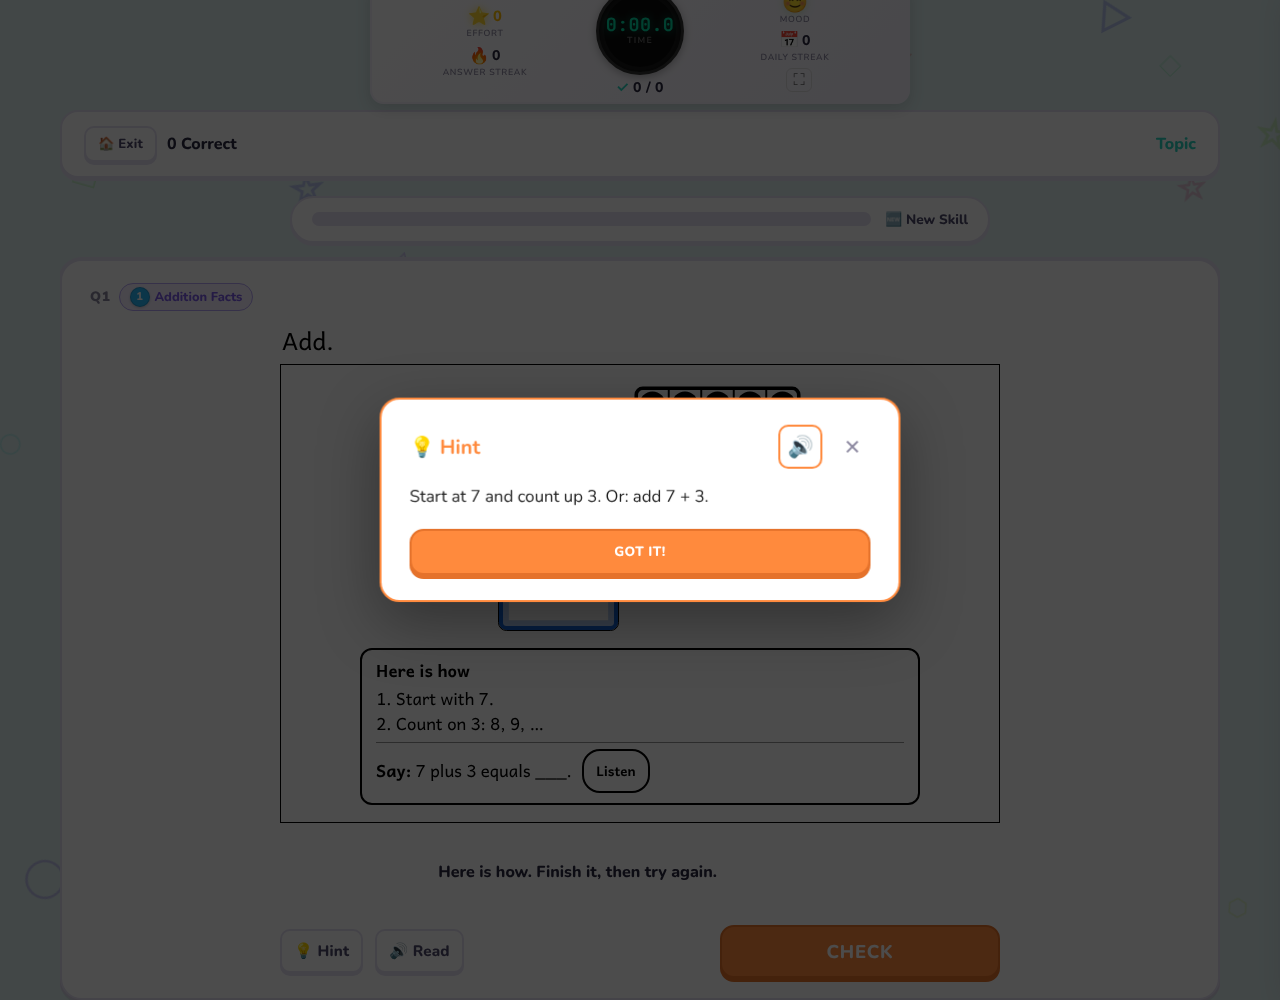 0
EFFORT
0
ANSWER STREAK
0:00.0
TIME
0 / 0
MOOD
0
DAILY STREAK
Exit
0 Correct
Topic
New Skill
Q1
1
Addition Facts
Add.
Hint
Start at 7 and count up 3. Or: add 7 + 3.
GOT IT!
Here is how
1. Start with 7.
2. Count on 3: 8, 9, ...
Say: 7 plus 3 equals ___.
Listen
Here is how. Finish it, then try again.
Hint
Read
CHECK